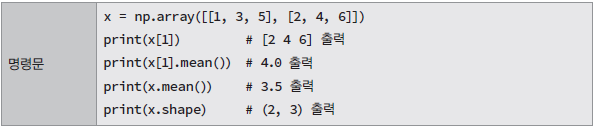 명령문
x = np.array([[1, 3, 5], [2, 4, 6]])
print(x[1]) # [2 4 6] 출력
print(x[1].mean()) # 4.0 출력
print(x.mean()) # 3.5 출력
print(x.shape) # (2, 3) 출력